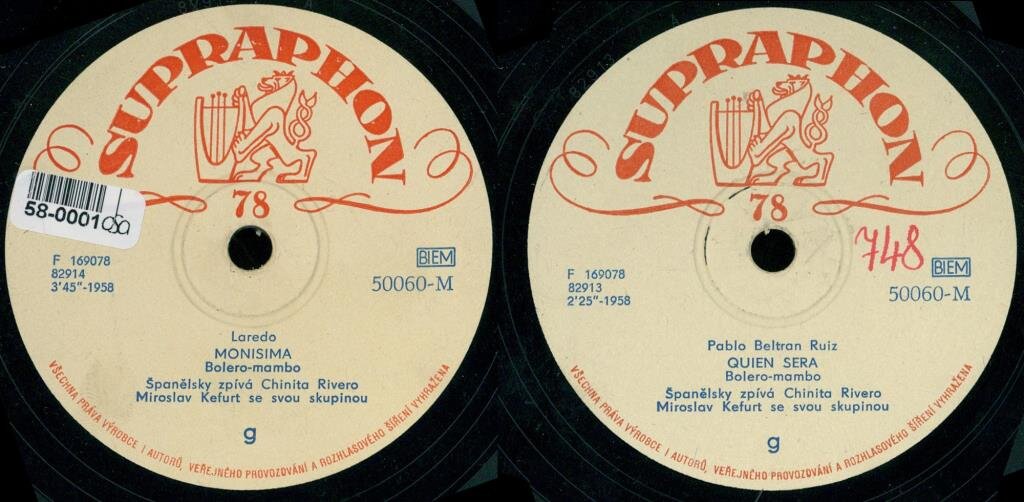 SUPRAPHON
78
58-0001 osa
F 169078
82914
3'45"-1958
BIEM
50060-M
Laredo
MONISIMA
Bolero-mambo
Španělsky zpívá Chinita Rivero
Miroslav Kefurt se svou skupinou
g
VŠECHNA PRÁVA VÝROBCE I AUTORŮ, VEŘEJNÉHO PROVOZOVÁNÍ A ROZHLASOVÉHO ŠÍŘENÍ VYHRAŽENA
82913
SUPRAPHON
78
748
F 169078
82913
2'25"-1958
BIEM
50060-M
Pablo Beltran Ruiz
QUIEN SERA
Bolero-mambo
Španělsky zpívá Chinita Rivero
Miroslav Kefurt se svou skupinou
g
VŠECHNA PRÁVA VÝROBCE I AUTORŮ, VEŘEJNÉHO PROVOZOVÁNÍ A ROZHLASOVÉHO ŠÍŘENÍ VYHRAŽENA